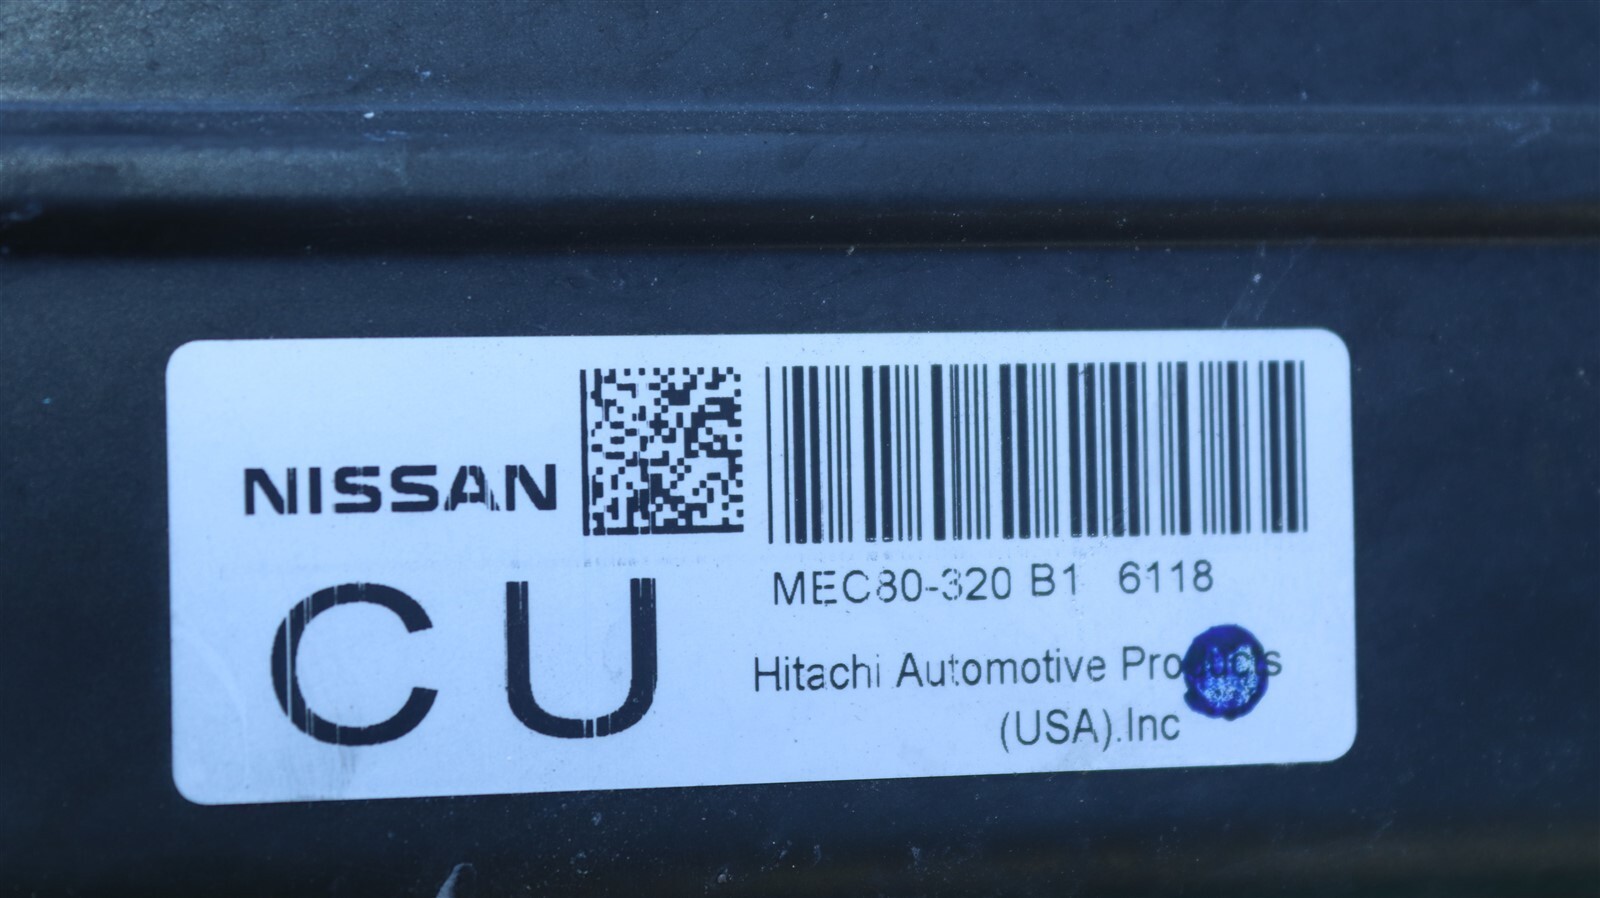 NISSAN
CU
MEC80-320 B1 6118
Hitachi Automotive Products
(USA).Inc